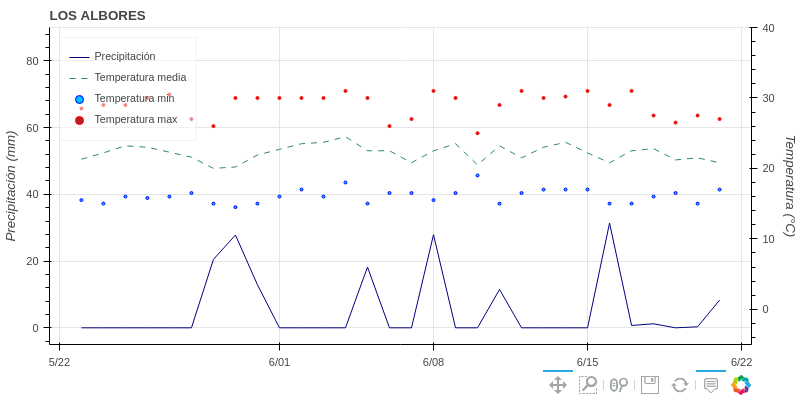 LOS ALBORES
Precipitación
Temperatura media
Temperatura min
Temperatura max
Precipitación (mm)
80
60
40
20
0
Temperatura (°C)
40
30
20
10
0
5/22
6/01
6/08
6/15
6/22